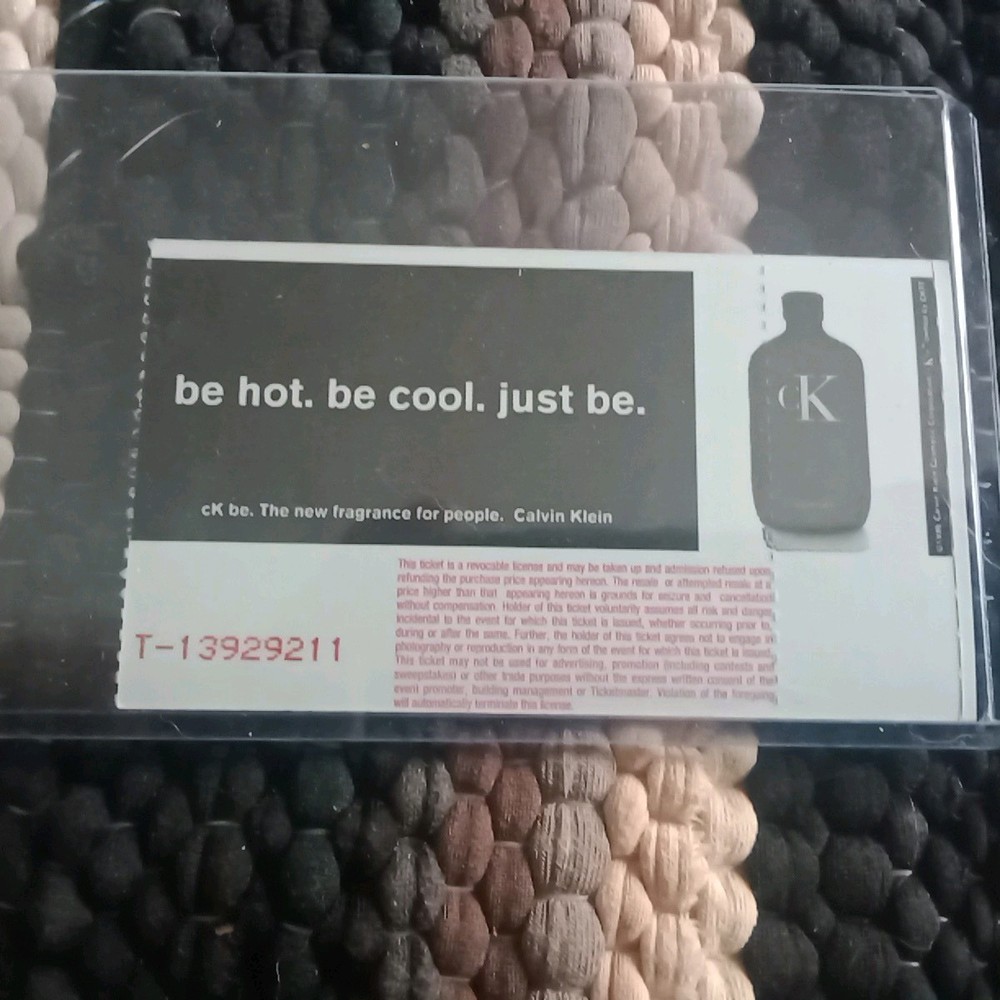 be hot. be cool. just be.
cK be. The new fragrance for people. Calvin Klein
cK
This ticket is a revocable license and may be taken up and admission refused upon
refunding the purchase price appearing hereon. The resale or attempted resale at a
price higher than that appearing hereon is grounds for seizure and cancellation
without compensation. Holder of this ticket voluntarily assumes all risk and danger
incidental to the event for which this ticket is issued, whether occurring prior to,
during or after the same. Further, the holder of this ticket agrees not to engage in
photography or reproduction in any form of the event for which this ticket is issued.
This ticket may not be used for advertising, promotion (including contests and
sweepstakes) or other trade purposes without the express written consent of the
event promoter, building management or Ticketmaster. Violation of the foregoing
will automatically terminate this license.
T-13929211
Calvin Klein Cosmetic Corporation